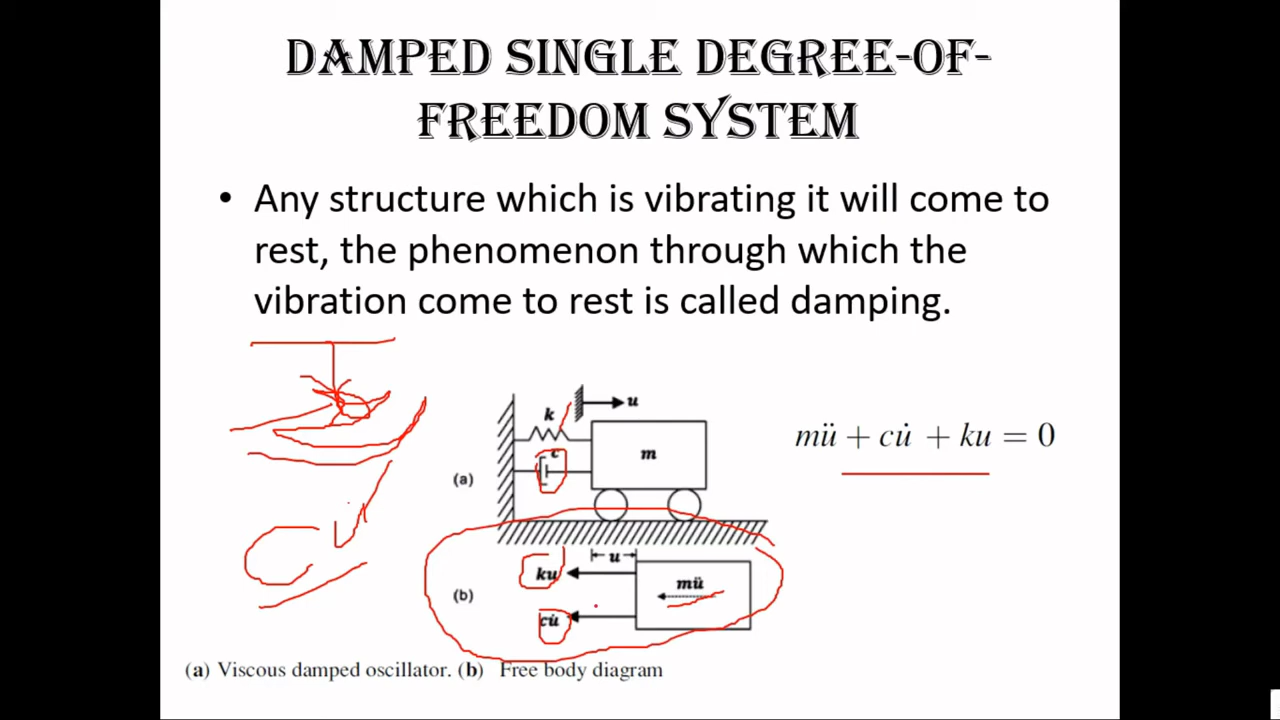 DAMPED SINGLE DEGREE-OF-
FREEDOM SYSTEM
• Any structure which is vibrating it will come to
rest, the phenomenon through which the
vibration come to rest is called damping.
u
k
c
m
(a)
mü + cu̇ + ku = 0
u
ku
mü
(b)
cu̇
cu̇
(a) Viscous damped oscillator. (b) Free body diagram